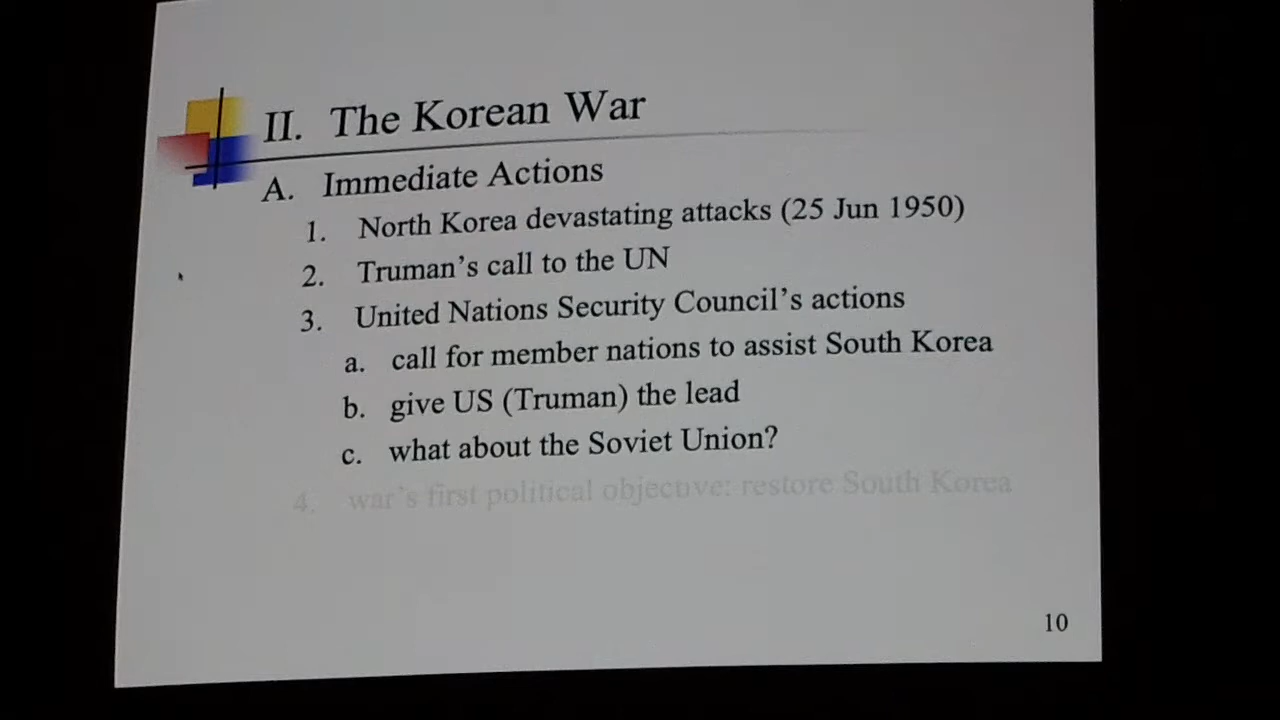 II. The Korean War
A. Immediate Actions
1. North Korea devastating attacks (25 Jun 1950)
2. Truman's call to the UN
3. United Nations Security Council's actions
a. call for member nations to assist South Korea
b. give US (Truman) the lead
c. what about the Soviet Union?
4. war's first political objective: restore South Korea
10